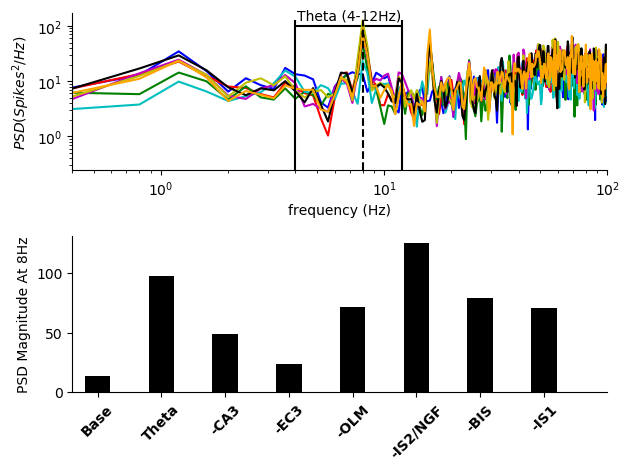 Theta (4-12Hz)
10²
10¹
10⁰
PSD(Spikes²/Hz)
10⁰ 10¹ 10²
frequency (Hz)
PSD Magnitude At 8Hz
100
50
0
Base Theta -CA3 -EC3 -OLM -IS2/NGF -BIS -IS1